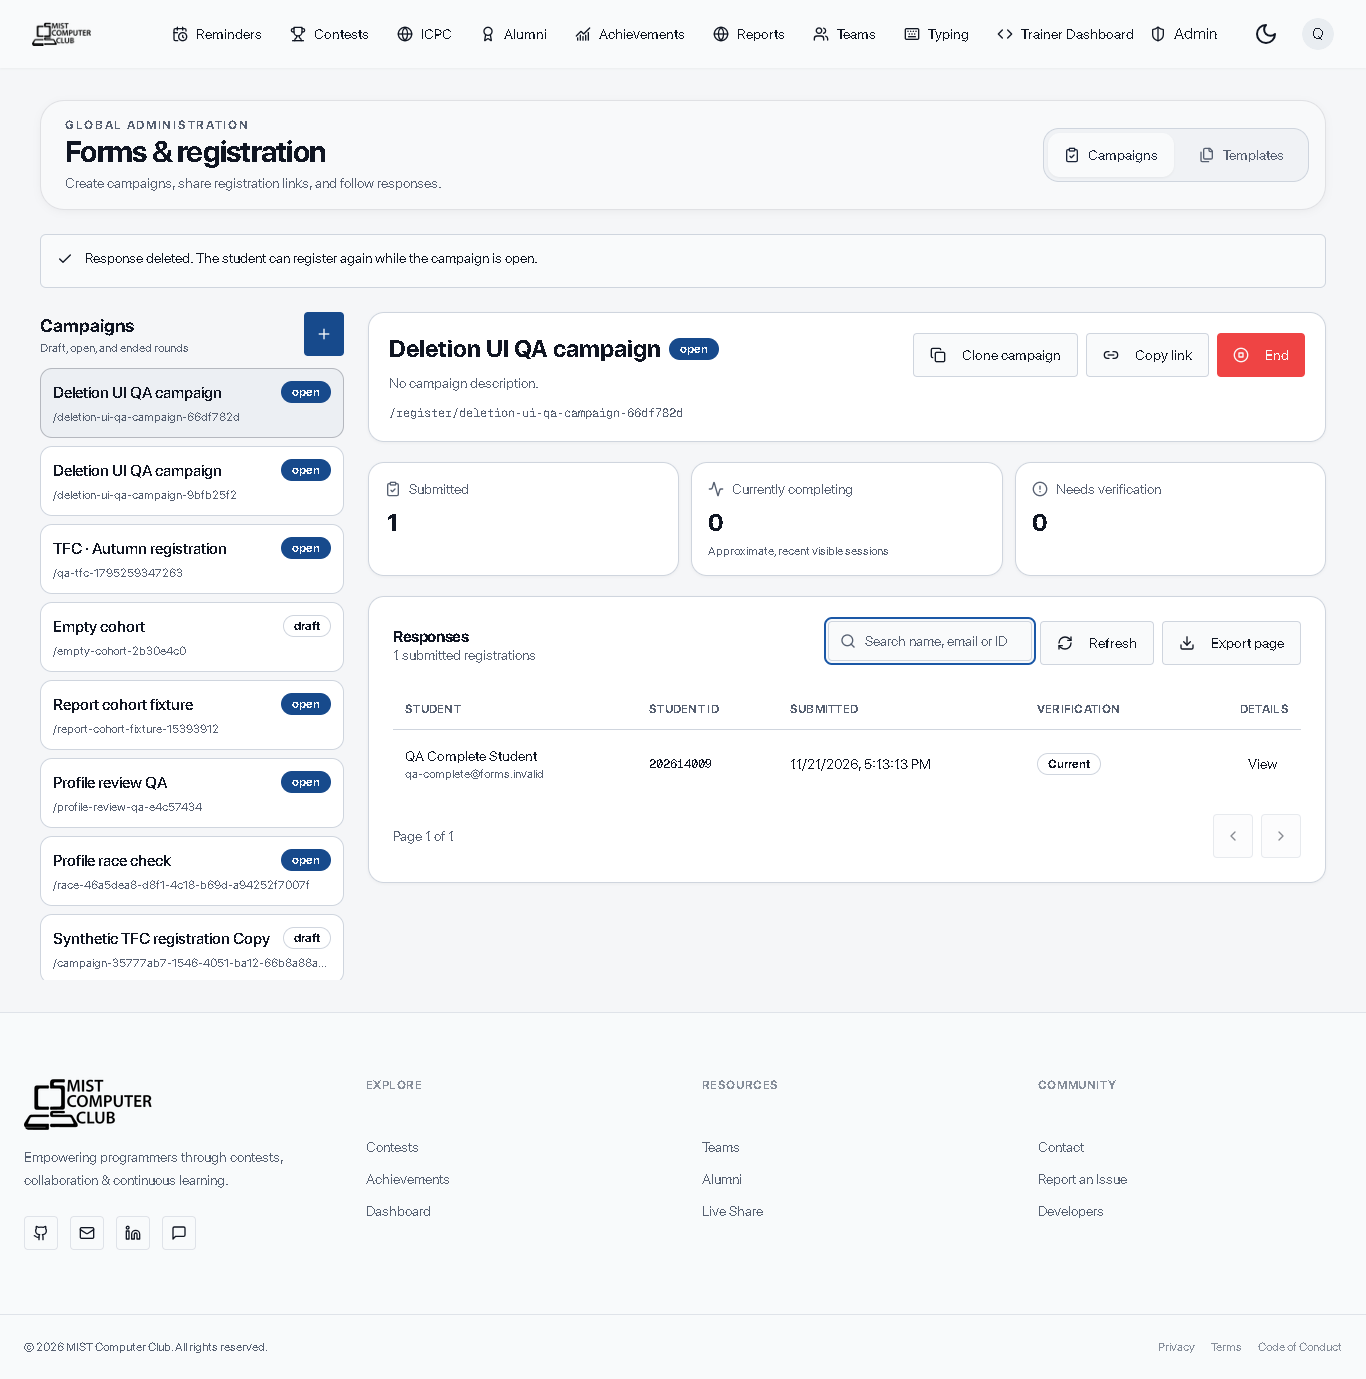 MIST
COMPUTER
CLUB
Reminders
Contests
ICPC
Alumni
Achievements
Reports
Teams
Typing
Trainer Dashboard
Admin
Q
GLOBAL ADMINISTRATION
Forms & registration
Create campaigns, share registration links, and follow responses.
Campaigns
Templates
Response deleted. The student can register again while the campaign is open.
Campaigns
Draft, open, and ended rounds
Deletion UI QA campaign
open
/deletion-ui-qa-campaign-66df782d
Deletion UI QA campaign
open
/deletion-ui-qa-campaign-9bfb25f2
TFC · Autumn registration
open
/qa-tfc-1795259347263
Empty cohort
draft
/empty-cohort-2b30e4c0
Report cohort fixture
open
/report-cohort-fixture-15393912
Profile review QA
open
/profile-review-qa-e4c57434
Profile race check
open
/race-46a5dea8-d8f1-4c18-b69d-a94252f7007f
Synthetic TFC registration Copy
draft
/campaign-35777ab7-1546-4051-ba12-66b8a88a...
Deletion UI QA campaign
open
No campaign description.
/register/deletion-ui-qa-campaign-66df782d
Clone campaign
Copy link
End
Submitted
1
Currently completing
0
Approximate, recent visible sessions
Needs verification
0
Responses
1 submitted registrations
Search name, email or ID
Refresh
Export page
STUDENT
STUDENT ID
SUBMITTED
VERIFICATION
DETAILS
QA Complete Student
qa-complete@forms.invalid
202614009
11/21/2026, 5:13:13 PM
Current
View
Page 1 of 1
MIST
COMPUTER
CLUB
Empowering programmers through contests,
collaboration & continuous learning.
EXPLORE
Contests
Achievements
Dashboard
RESOURCES
Teams
Alumni
Live Share
COMMUNITY
Contact
Report an Issue
Developers
© 2026 MIST Computer Club. All rights reserved.
Privacy
Terms
Code of Conduct